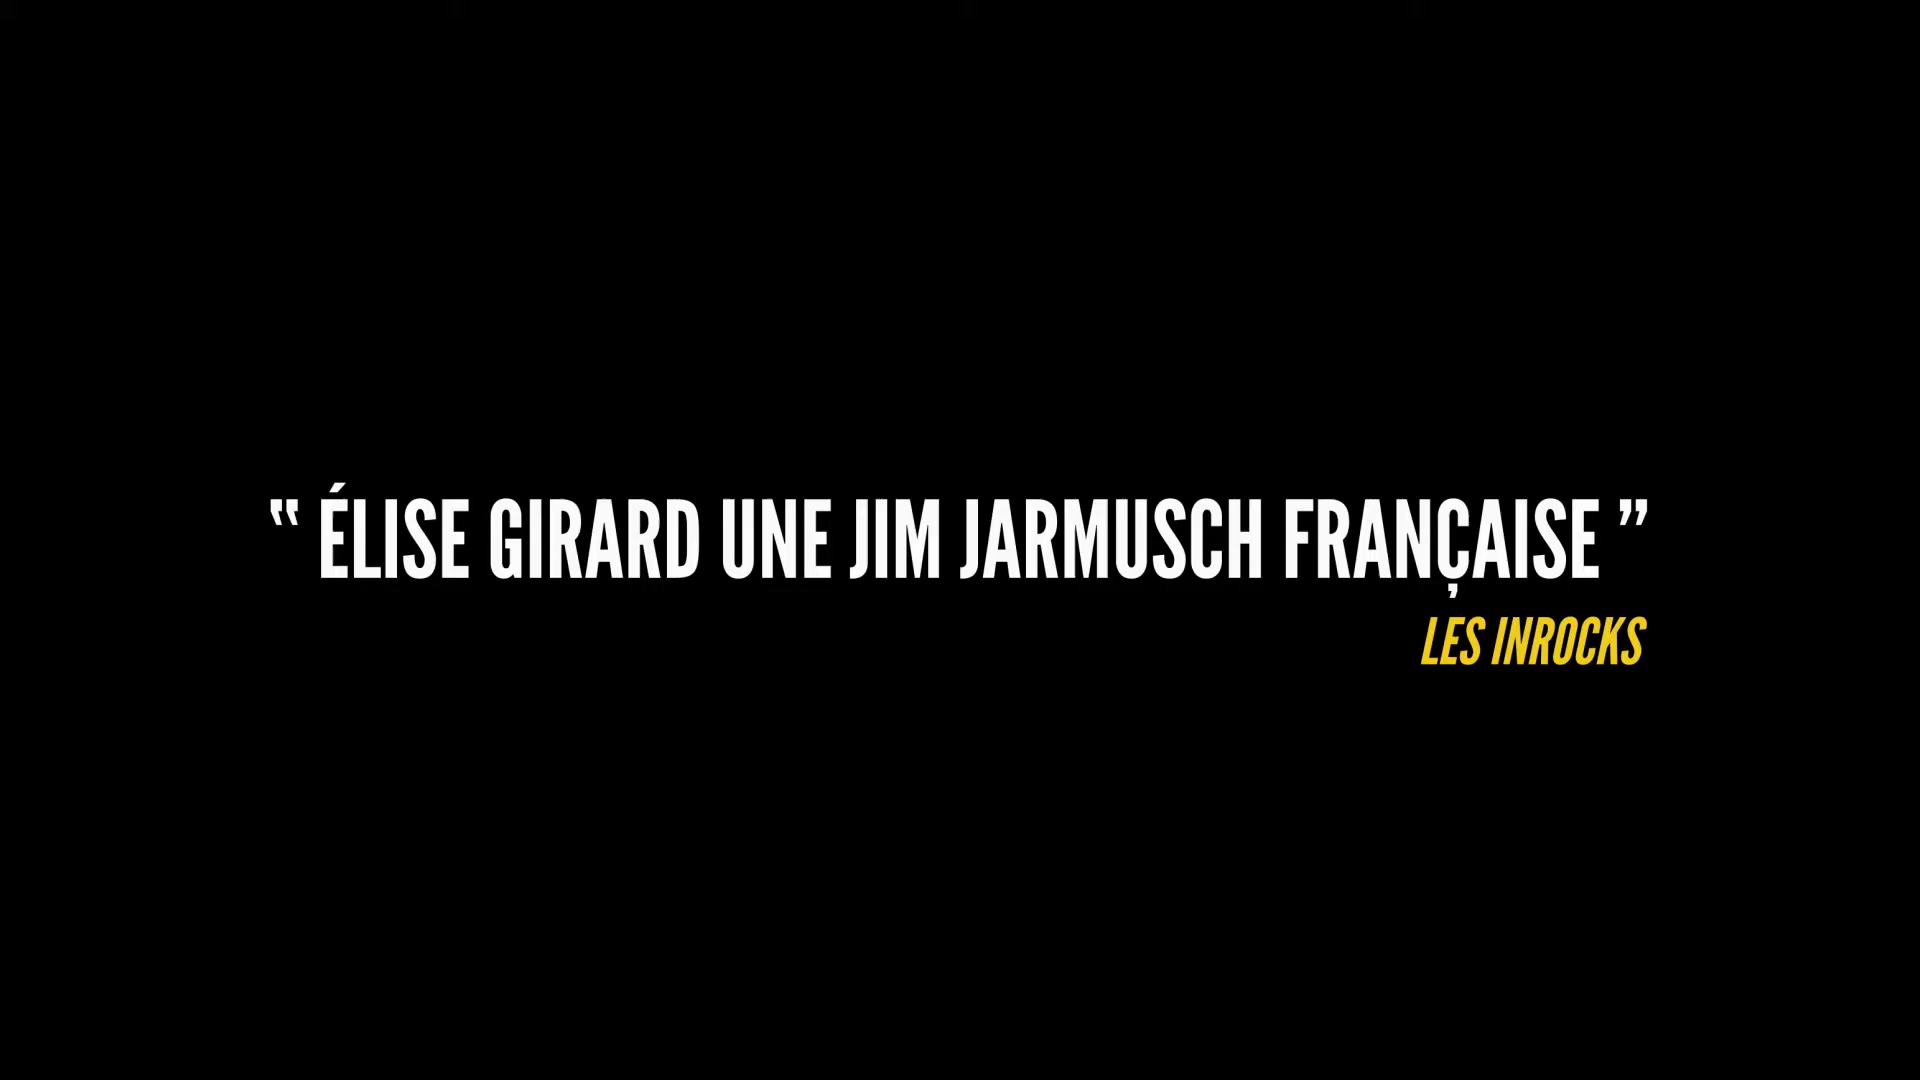 “ ÉLISE GIRARD UNE JIM JARMUSCH FRANÇAISE ”
LES INROCKS